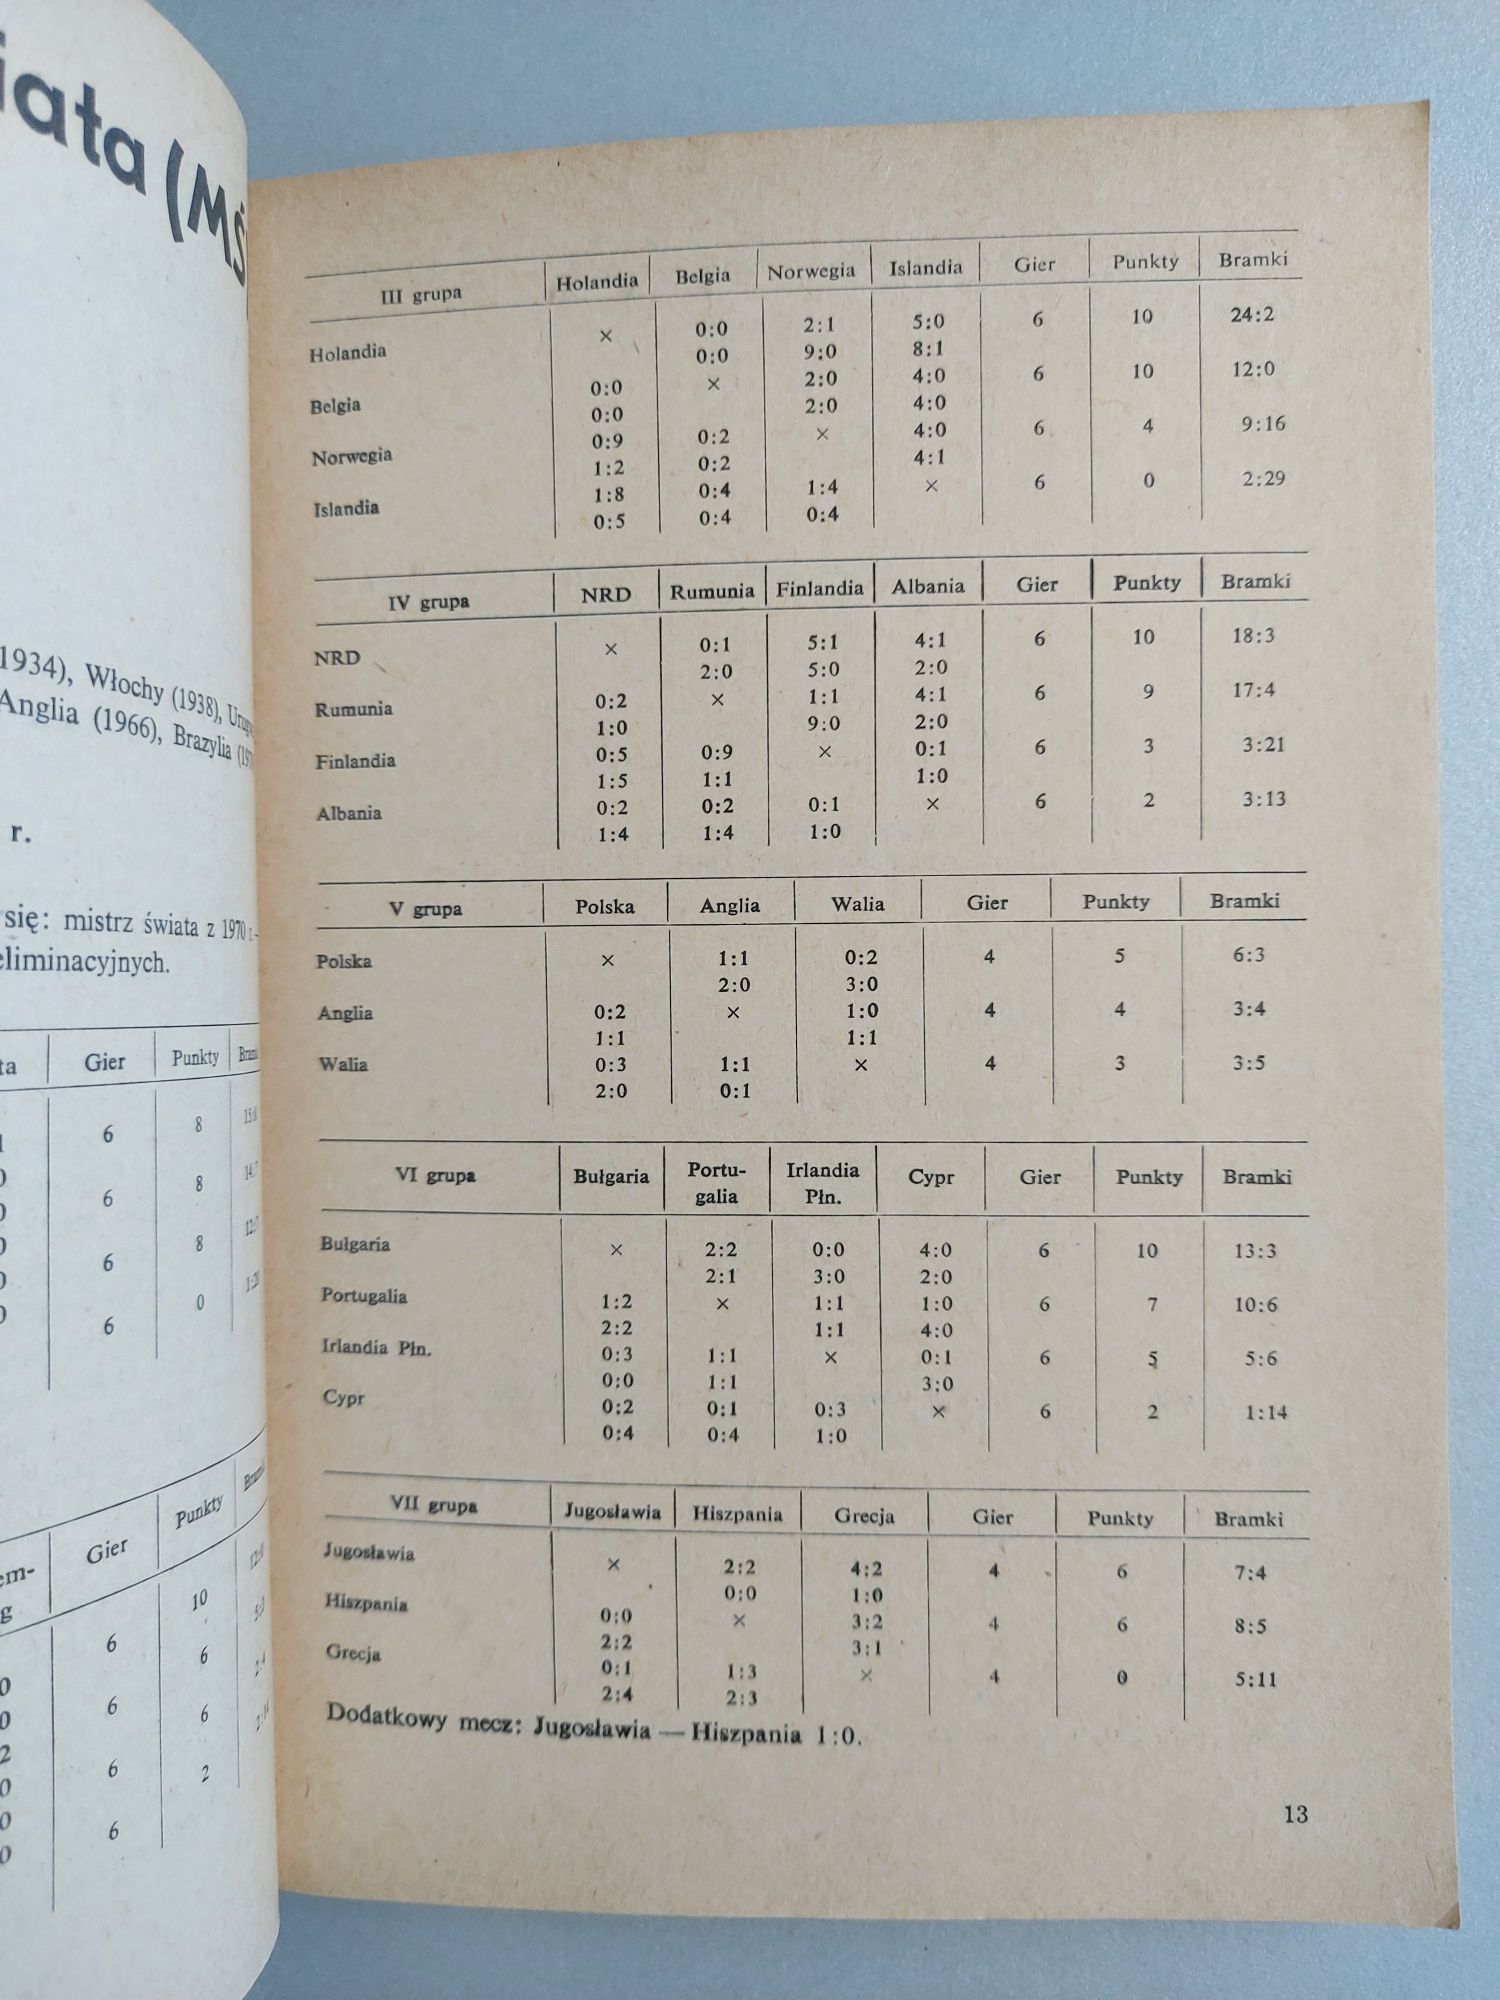 iata (MŚ
1934), Włochy (1938),
Anglia (1966), Brazylia
r.
się: mistrz świata z 1970 r. –
eliminacyjnych.
ta Gier Punkty
6 8
6 8
6 8
6 0
em-
g Gier Punkty
6 10
6 6
6 6
6 2
III grupa Holandia Belgia Norwegia Islandia Gier Punkty Bramki
Holandia × 0:0 2:1 5:0 6 10 24:2
0:0 9:0 8:1
Belgia 0:0 × 2:0 4:0 6 10 12:0
0:0 2:0 4:0
Norwegia 0:9 0:2 × 4:0 6 4 9:16
1:2 0:2 4:1
Islandia 1:8 0:4 1:4 × 6 0 2:29
0:5 0:4 0:4
IV grupa NRD Rumunia Finlandia Albania Gier Punkty Bramki
NRD × 0:1 5:1 4:1 6 10 18:3
2:0 5:0 2:0
Rumunia 0:2 × 1:1 4:1 6 9 17:4
1:0 9:0 2:0
Finlandia 0:5 0:9 × 0:1 6 3 3:21
1:5 1:1 1:0
Albania 0:2 0:2 0:1 × 6 2 3:13
1:4 1:4 1:0
V grupa Polska Anglia Walia Gier Punkty Bramki
Polska × 1:1 0:2 4 5 6:3
2:0 3:0
Anglia 0:2 × 1:0 4 4 3:4
1:1 1:1
Walia 0:3 1:1 × 4 3 3:5
2:0 0:1
VI grupa Bułgaria Portu- Irlandia Cypr Gier Punkty Bramki
galia Płn.
Bułgaria × 2:2 0:0 4:0 6 10 13:3
2:1 3:0 2:0
Portugalia 1:2 × 1:1 1:0 6 7 10:6
2:2 1:1 4:0
Irlandia Płn. 0:3 1:1 × 0:1 6 5 5:6
0:0 1:1 3:0
Cypr 0:2 0:1 0:3 × 6 2 1:14
0:4 0:4 1:0
VII grupa Jugosławia Hiszpania Grecja Gier Punkty Bramki
Jugosławia × 2:2 4:2 4 6 7:4
0:0 1:0
Hiszpania 0:0 × 3:2 4 6 8:5
2:2 3:1
Grecja 0:1 1:3 × 4 0 5:11
2:4 2:3
Dodatkowy mecz: Jugosławia — Hiszpania 1:0.
13